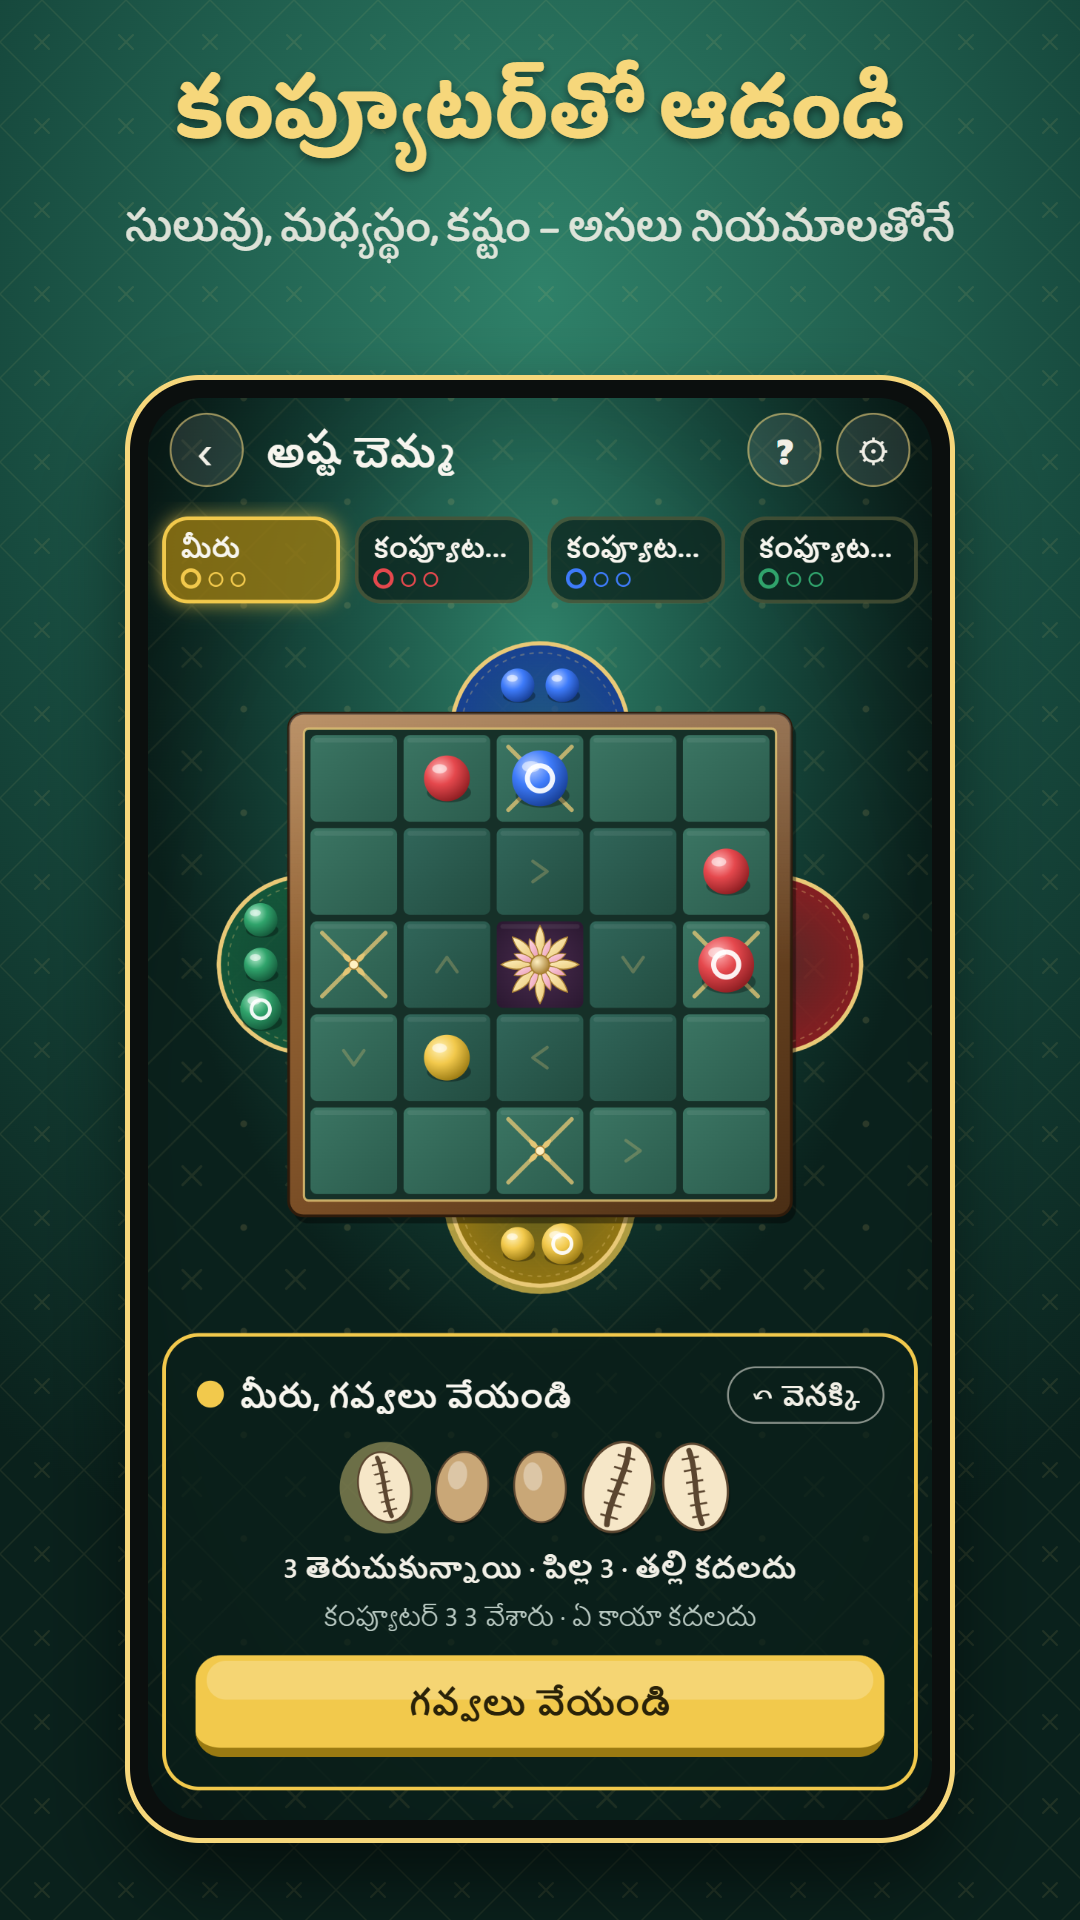 కంప్యూటర్‌తో ఆడండి
సులువు, మధ్యస్థం, కష్టం – అసలు నియమాలతోనే
‹ అష్ట చెమ్మ ?
మీరు కంప్యూట... కంప్యూట... కంప్యూట...
మీరు, గవ్వలు వేయండి
↶ వెనక్కి
3 తెరుచుకున్నాయి · పిల్ల 3 · తల్లి కదలదు
కంప్యూటర్ 3 3 వేశారు · ఏ కాయా కదలదు
గవ్వలు వేయండి